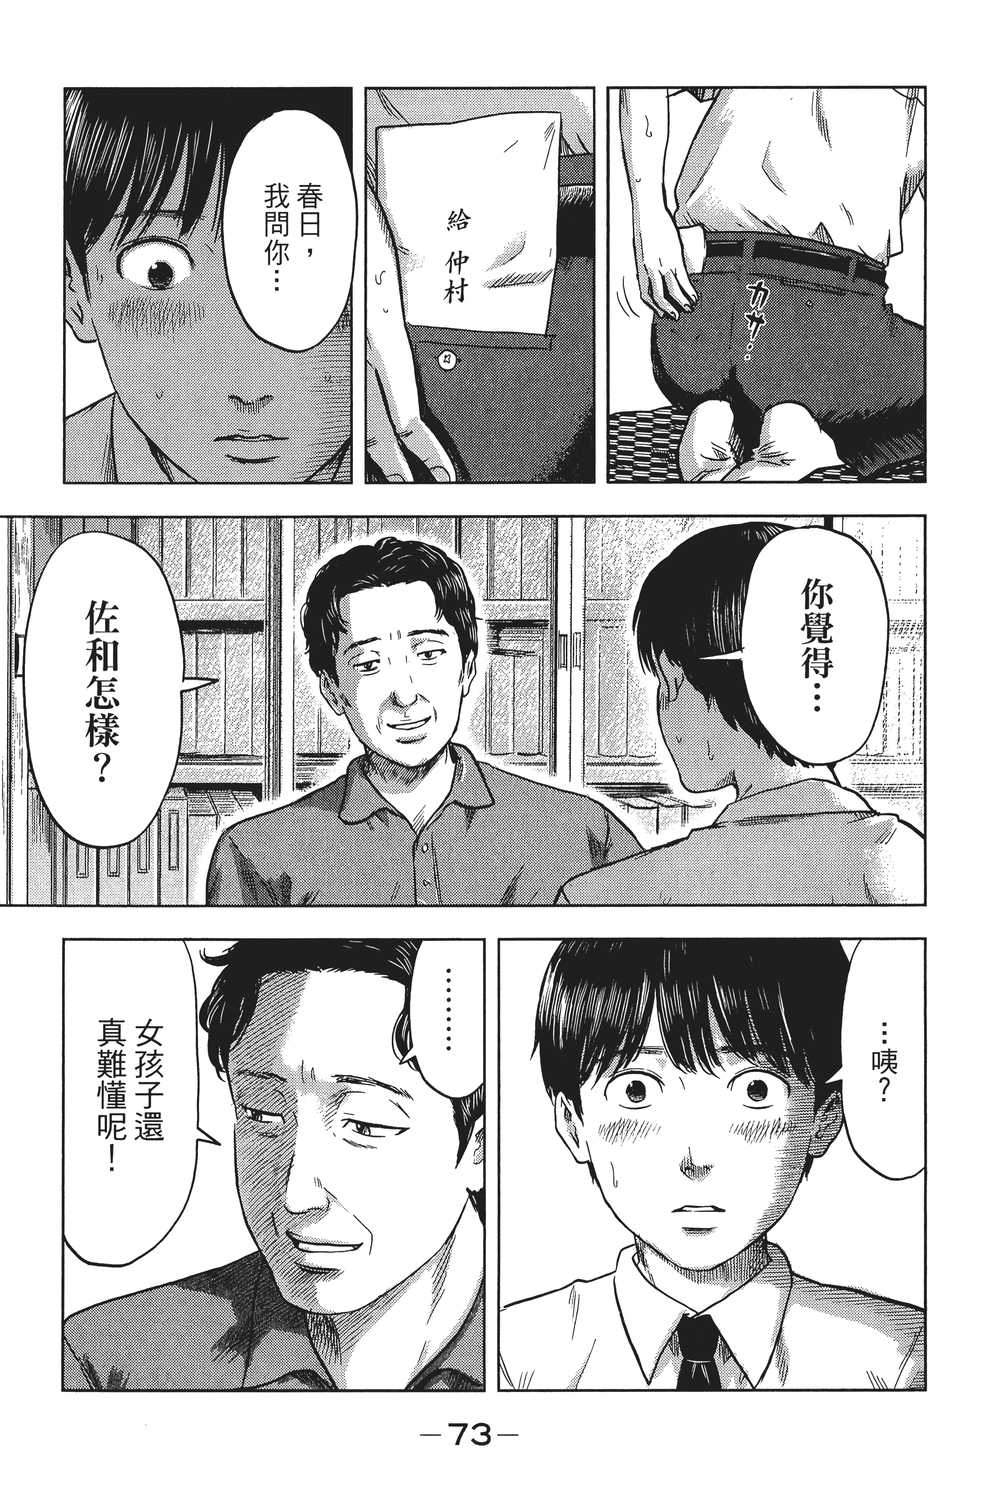 カサ…
給 仲村
春日，
我問你…
你覺得…
佐和怎樣？
…咦？
………
女孩子還
真難懂呢！
－73－